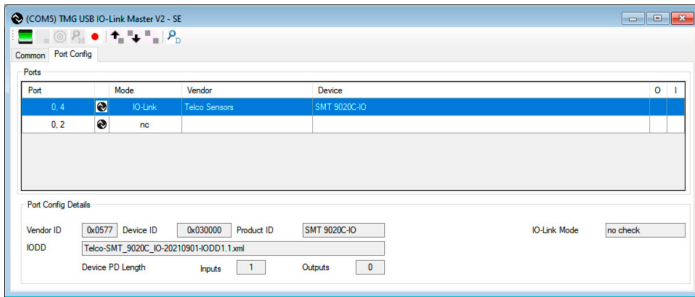 (COM5) TMG USB IO-Link Master V2 - SE
Common Port Config
Ports
Port Mode Vendor Device O I
0, 4 IO-Link Telco Sensors SMT 9020C-IO
0, 2 nc
Port Config Details
Vendor ID 0x0577 Device ID 0x030000 Product ID SMT 9020C-IO IO-Link Mode no check
IODD Telco-SMT_9020C_IO-20210901-IODD1.1.xml
Device PD Length Inputs 1 Outputs 0